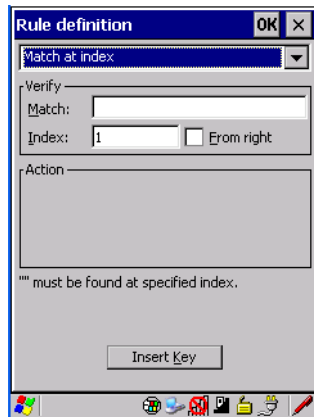 Rule definition OK ×
Match at index
Verify
Match:
Index: 1 From right
Action
"" must be found at specified index.
Insert Key